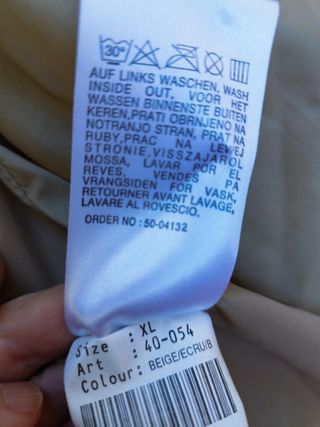 30°
AUF LINKS WASCHEN, WASH
INSIDE OUT, VOOR HET
WASSEN BINNENSTE BUITEN
KEREN,PRATI OBRNJENO NA
NOTRANJO STRAN, PRAT NA
RUBY,PRAC NA LEWEJ
STRONIE,VISSZAJAROL
MOSSA, LAVAR POR EL
REVES, VENDES PÅ
VRANGSIDEN FOR VASK,
RETOURNER AVANT LAVAGE,
LAVARE AL ROVESCIO.
ORDER NO : 50-04132
Size : XL
Art : 40-054
Colour: BEIGE/ECRU/B